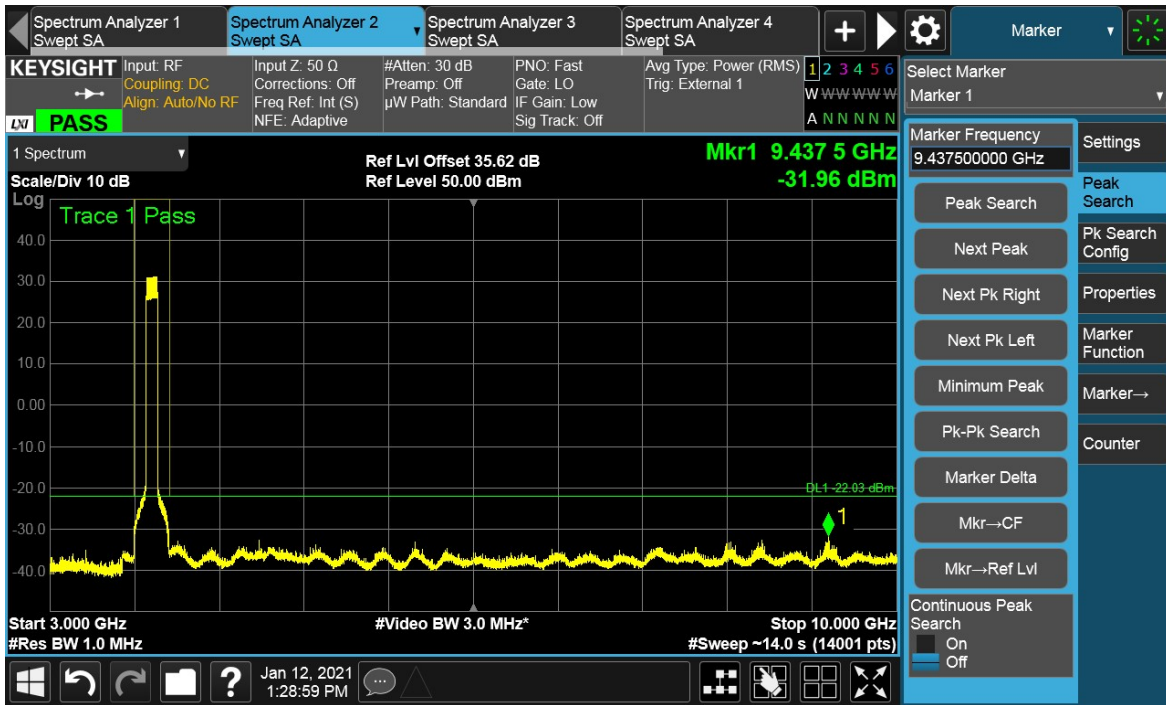 Spectrum Analyzer 1
Swept SA
Spectrum Analyzer 2
Swept SA
Spectrum Analyzer 3
Swept SA
Spectrum Analyzer 4
Swept SA
+
Marker
KEYSIGHT
LXI
PASS
Input: RF
Coupling: DC
Align: Auto/No RF
Input Z: 50 Ω
Corrections: Off
Freq Ref: Int (S)
NFE: Adaptive
#Atten: 30 dB
Preamp: Off
µW Path: Standard
PNO: Fast
Gate: LO
IF Gain: Low
Sig Track: Off
Avg Type: Power (RMS)
Trig: External 1
1 2 3 4 5 6
W W W W W W
A N N N N N
Select Marker
Marker 1
1 Spectrum
Scale/Div 10 dB
Ref Lvl Offset 35.62 dB
Ref Level 50.00 dBm
Mkr1 9.437 5 GHz
-31.96 dBm
Log
Trace 1 Pass
40.0
30.0
20.0
10.0
0.00
-10.0
-20.0
-30.0
-40.0
DL1 -22.03 dBm
1
Start 3.000 GHz
#Res BW 1.0 MHz
#Video BW 3.0 MHz*
Stop 10.000 GHz
#Sweep ~14.0 s (14001 pts)
Marker Frequency
9.437500000 GHz
Peak Search
Next Peak
Next Pk Right
Next Pk Left
Minimum Peak
Pk-Pk Search
Marker Delta
Mkr→CF
Mkr→Ref Lvl
Continuous Peak
Search
On
Off
Settings
Peak
Search
Pk Search
Config
Properties
Marker
Function
Marker→
Counter
?
Jan 12, 2021
1:28:59 PM